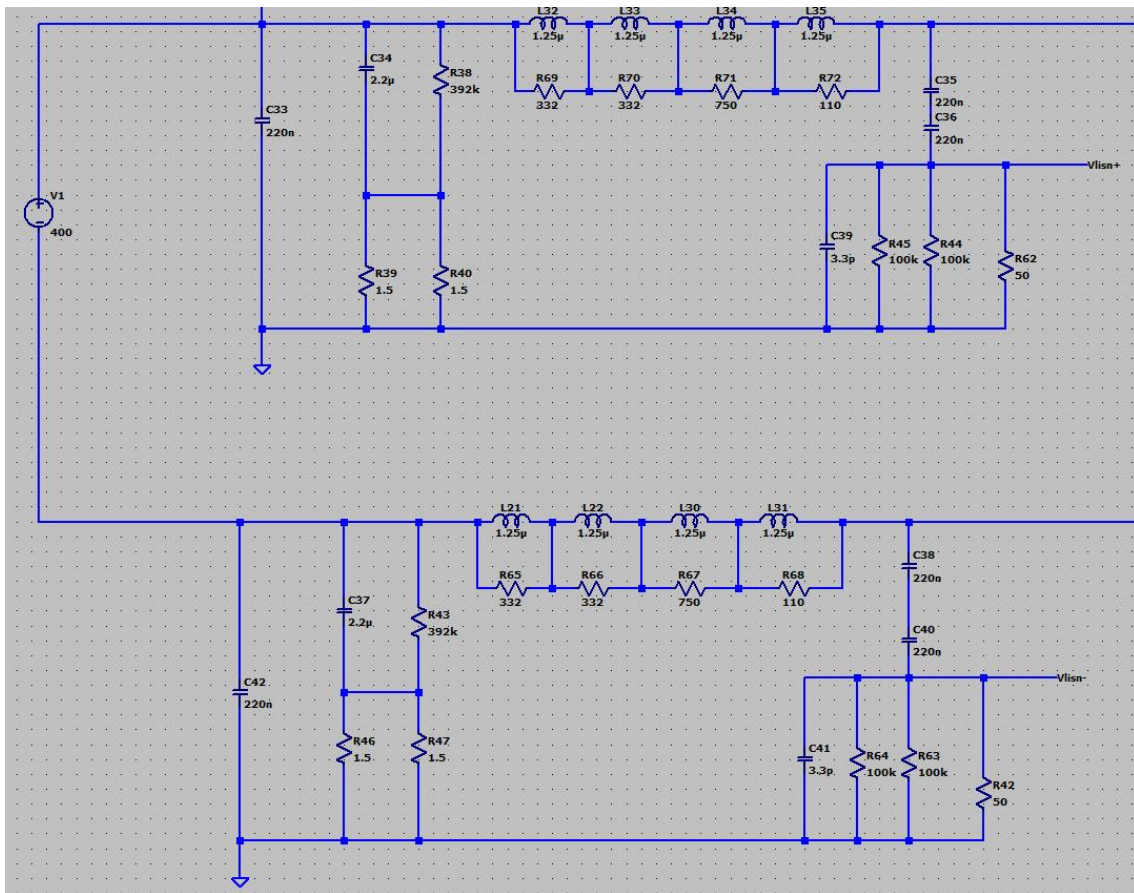 L32
L33
L34
L35
1.25µ
1.25µ
1.25µ
1.25µ
C34
2.2µ
R38
392k
R69
332
R70
332
R71
750
R72
110
C35
220n
C36
220n
C33
220n
Vlisn+
V1
400
C39
3.3p
R45
100k
R44
100k
R62
50
R39
1.5
R40
1.5
L21
L22
L30
L31
1.25µ
1.25µ
1.25µ
1.25µ
C38
220n
R65
332
R66
332
R67
750
R68
110
C37
2.2µ
R43
392k
C40
220n
Vlisn-
C42
220n
R46
1.5
R47
1.5
C41
3.3p
R64
100k
R63
100k
R42
50